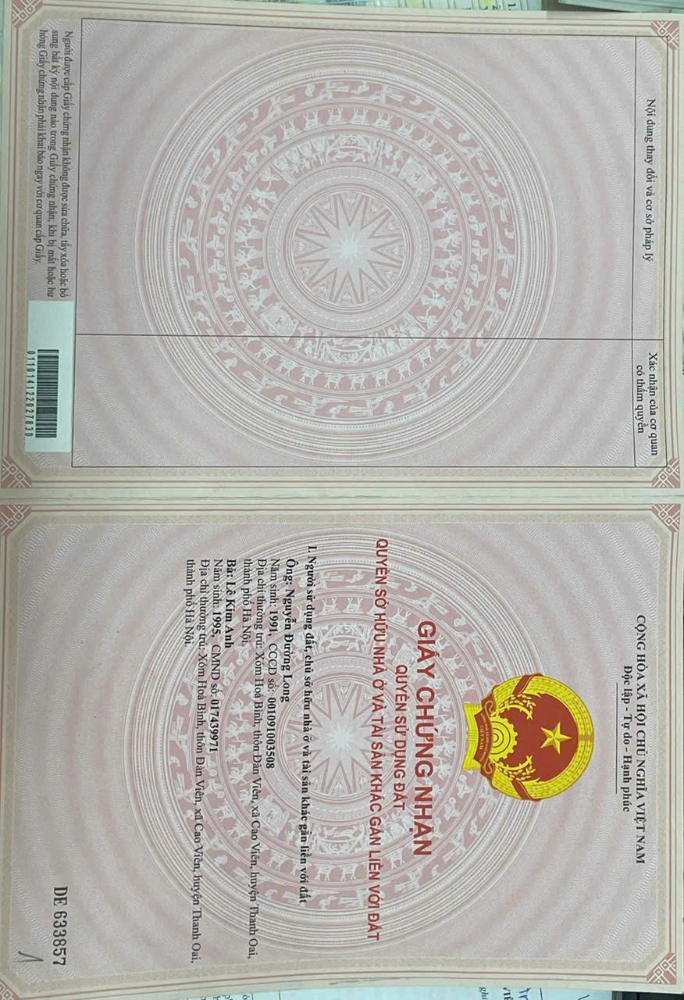 Nội dung thay đổi và cơ sở pháp lý
Xác nhận của cơ quan
có thẩm quyền
Người được cấp Giấy chứng nhận không được sửa chữa, tẩy xóa hoặc bổ
sung bất kỳ nội dung nào trong Giấy chứng nhận; khi bị mất hoặc hư
hỏng Giấy chứng nhận phải khai báo ngay với cơ quan cấp Giấy.
011014122027830
CỘNG HÒA XÃ HỘI CHỦ NGHĨA VIỆT NAM
Độc lập - Tự do - Hạnh phúc
VIỆT NAM
GIẤY CHỨNG NHẬN
QUYỀN SỬ DỤNG ĐẤT
QUYỀN SỞ HỮU NHÀ Ở VÀ TÀI SẢN KHÁC GẮN LIỀN VỚI ĐẤT
I. Người sử dụng đất, chủ sở hữu nhà ở và tài sản khác gắn liền với đất
Ông: Nguyễn Đường Long
Năm sinh: 1991, CCCD số: 001091003508
Địa chỉ thường trú: Xóm Hoà Bình, thôn Đàn Viên, xã Cao Viên, huyện Thanh Oai,
thành phố Hà Nội.
Bà: Lê Kim Anh
Năm sinh: 1995, CMND số: 017439971
Địa chỉ thường trú: Xóm Hoà Bình, thôn Đàn Viên, xã Cao Viên, huyện Thanh Oai,
thành phố Hà Nội.
DE 633857